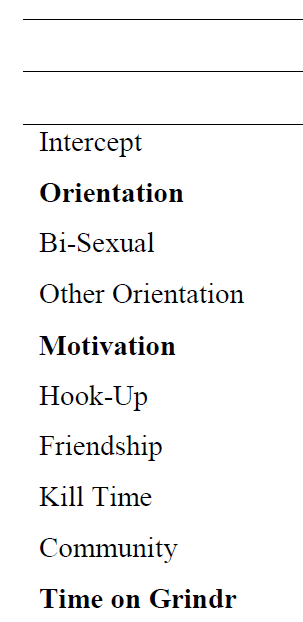 Intercept
Orientation
Bi-Sexual
Other Orientation
Motivation
Hook-Up
Friendship
Kill Time
Community
Time on Grindr